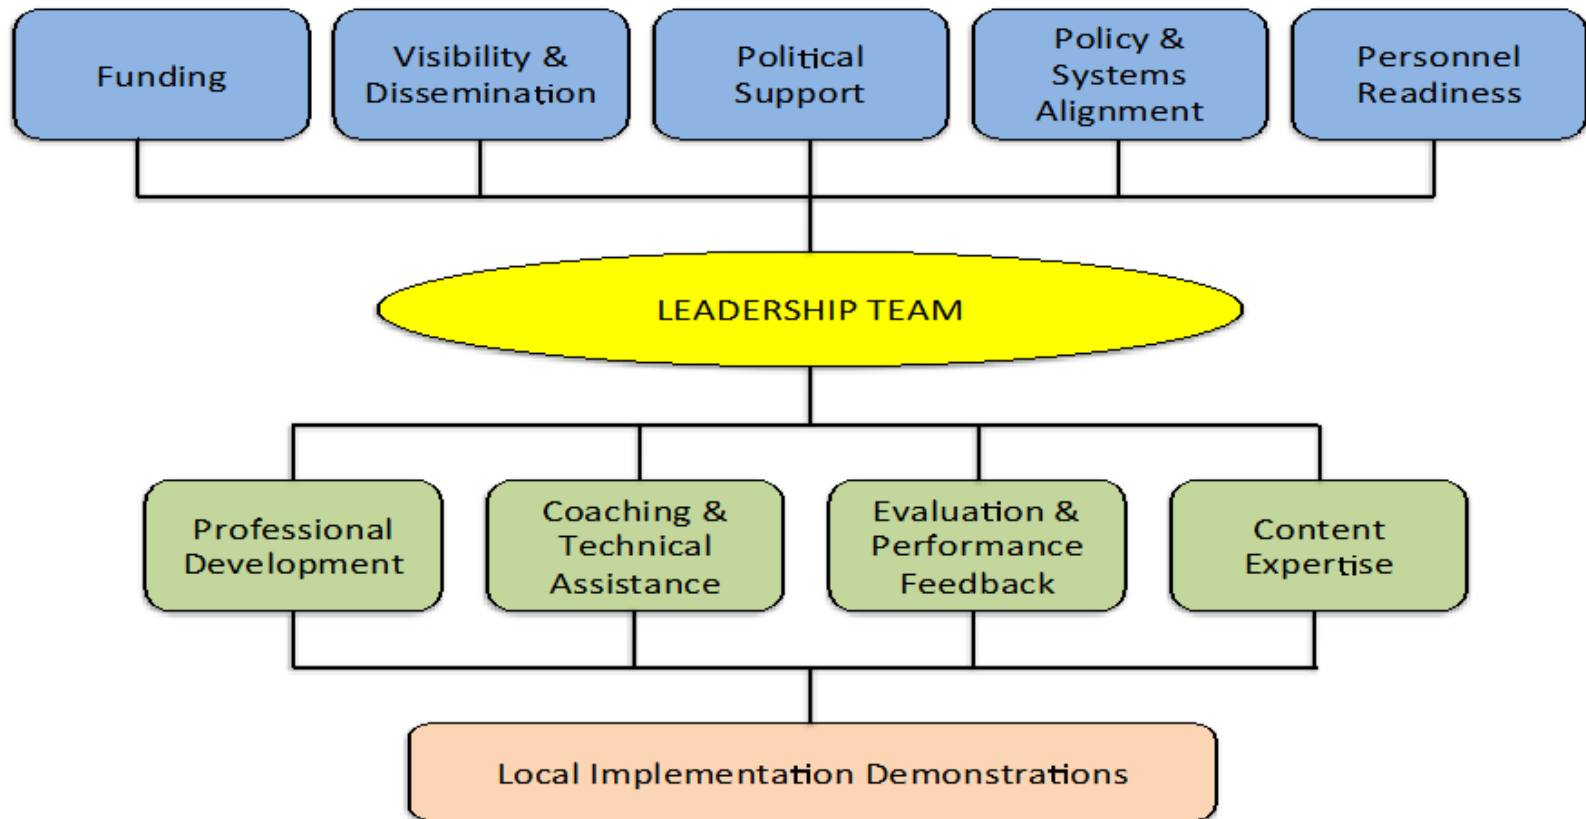 Funding
Visibility &
Dissemination
Political
Support
Policy &
Systems
Alignment
Personnel
Readiness
LEADERSHIP TEAM
Professional
Development
Coaching &
Technical
Assistance
Evaluation &
Performance
Feedback
Content
Expertise
Local Implementation Demonstrations